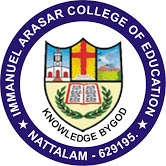 IMMANUEL ARASAR COLLEGE OF EDUCATION
KNOWLEDGE BYGOD
★ NATTALAM - 629195. ★